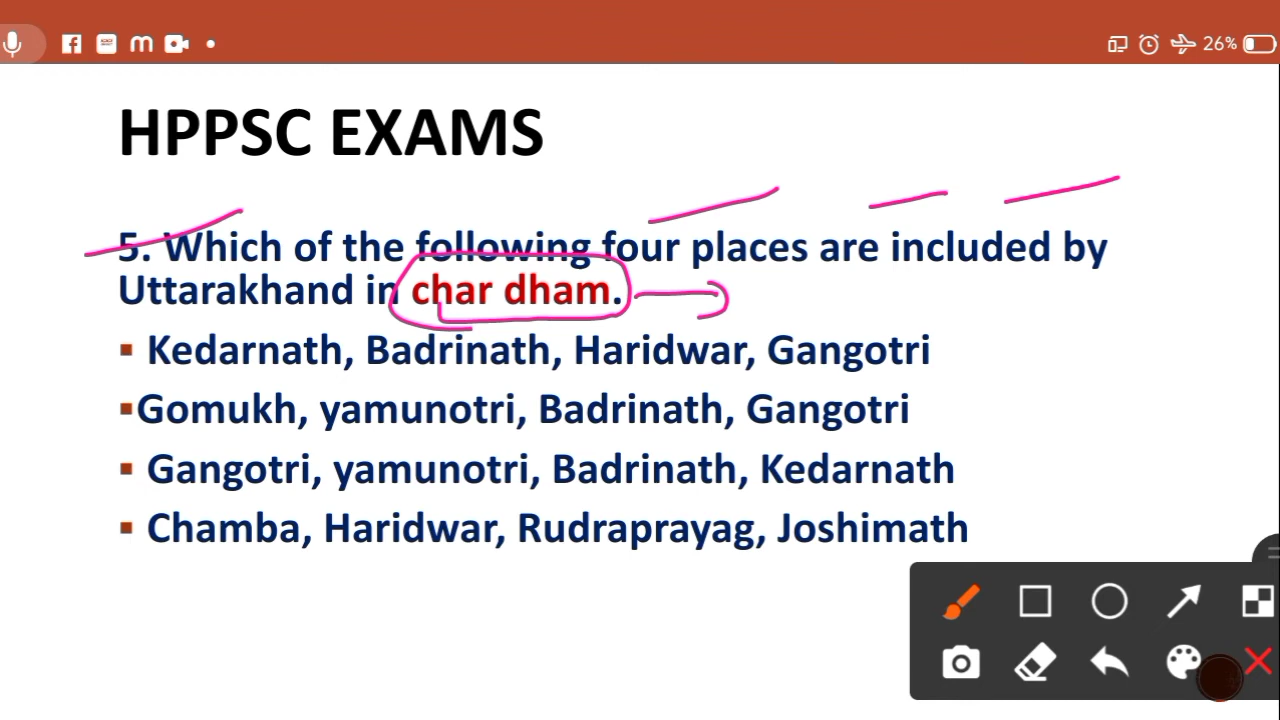 26%
HPPSC EXAMS
5. Which of the following four places are included by
Uttarakhand in char dham.
▪ Kedarnath, Badrinath, Haridwar, Gangotri
▪Gomukh, yamunotri, Badrinath, Gangotri
▪ Gangotri, yamunotri, Badrinath, Kedarnath
▪ Chamba, Haridwar, Rudraprayag, Joshimath